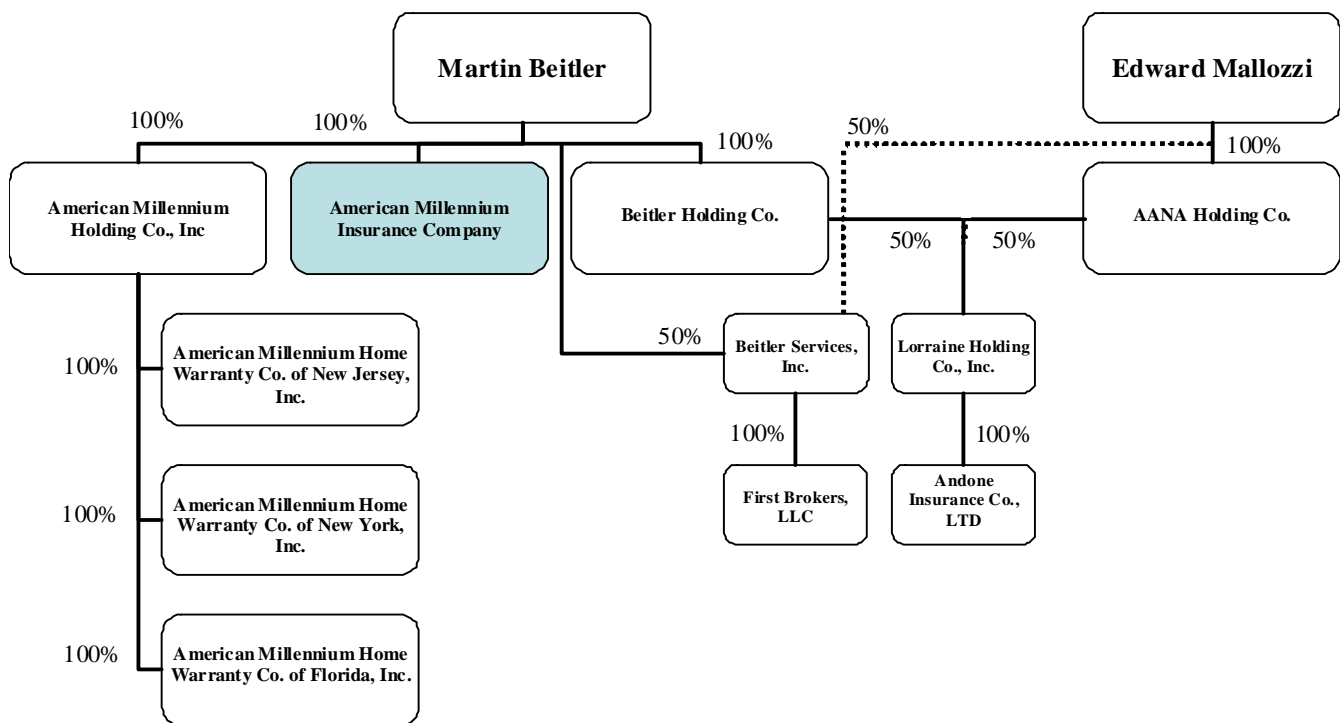 Martin Beitler
Edward Mallozzi
100%
100%
100%
50%
100%
American Millennium
Holding Co., Inc
American Millennium
Insurance Company
Beitler Holding Co.
AANA Holding Co.
50%
50%
50%
Beitler Services,
Inc.
Lorraine Holding
Co., Inc.
100%
American Millennium Home
Warranty Co. of New Jersey,
Inc.
100%
100%
First Brokers,
LLC
Andone
Insurance Co.,
LTD
100%
American Millennium Home
Warranty Co. of New York,
Inc.
100%
American Millennium Home
Warranty Co. of Florida, Inc.